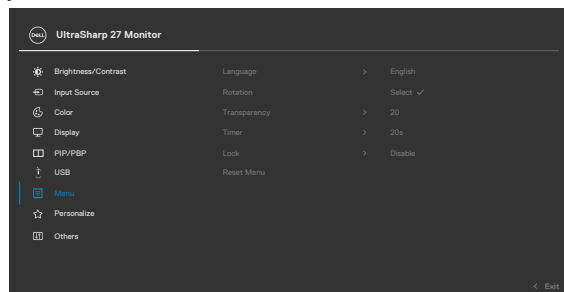 DELL UltraSharp 27 Monitor
Brightness/Contrast Language > English
Input Source Rotation Select ✓
Color Transparency > 20
Display Timer > 20s
PIP/PBP Lock > Disable
USB Reset Menu
Menu
Personalize
Others
< Exit